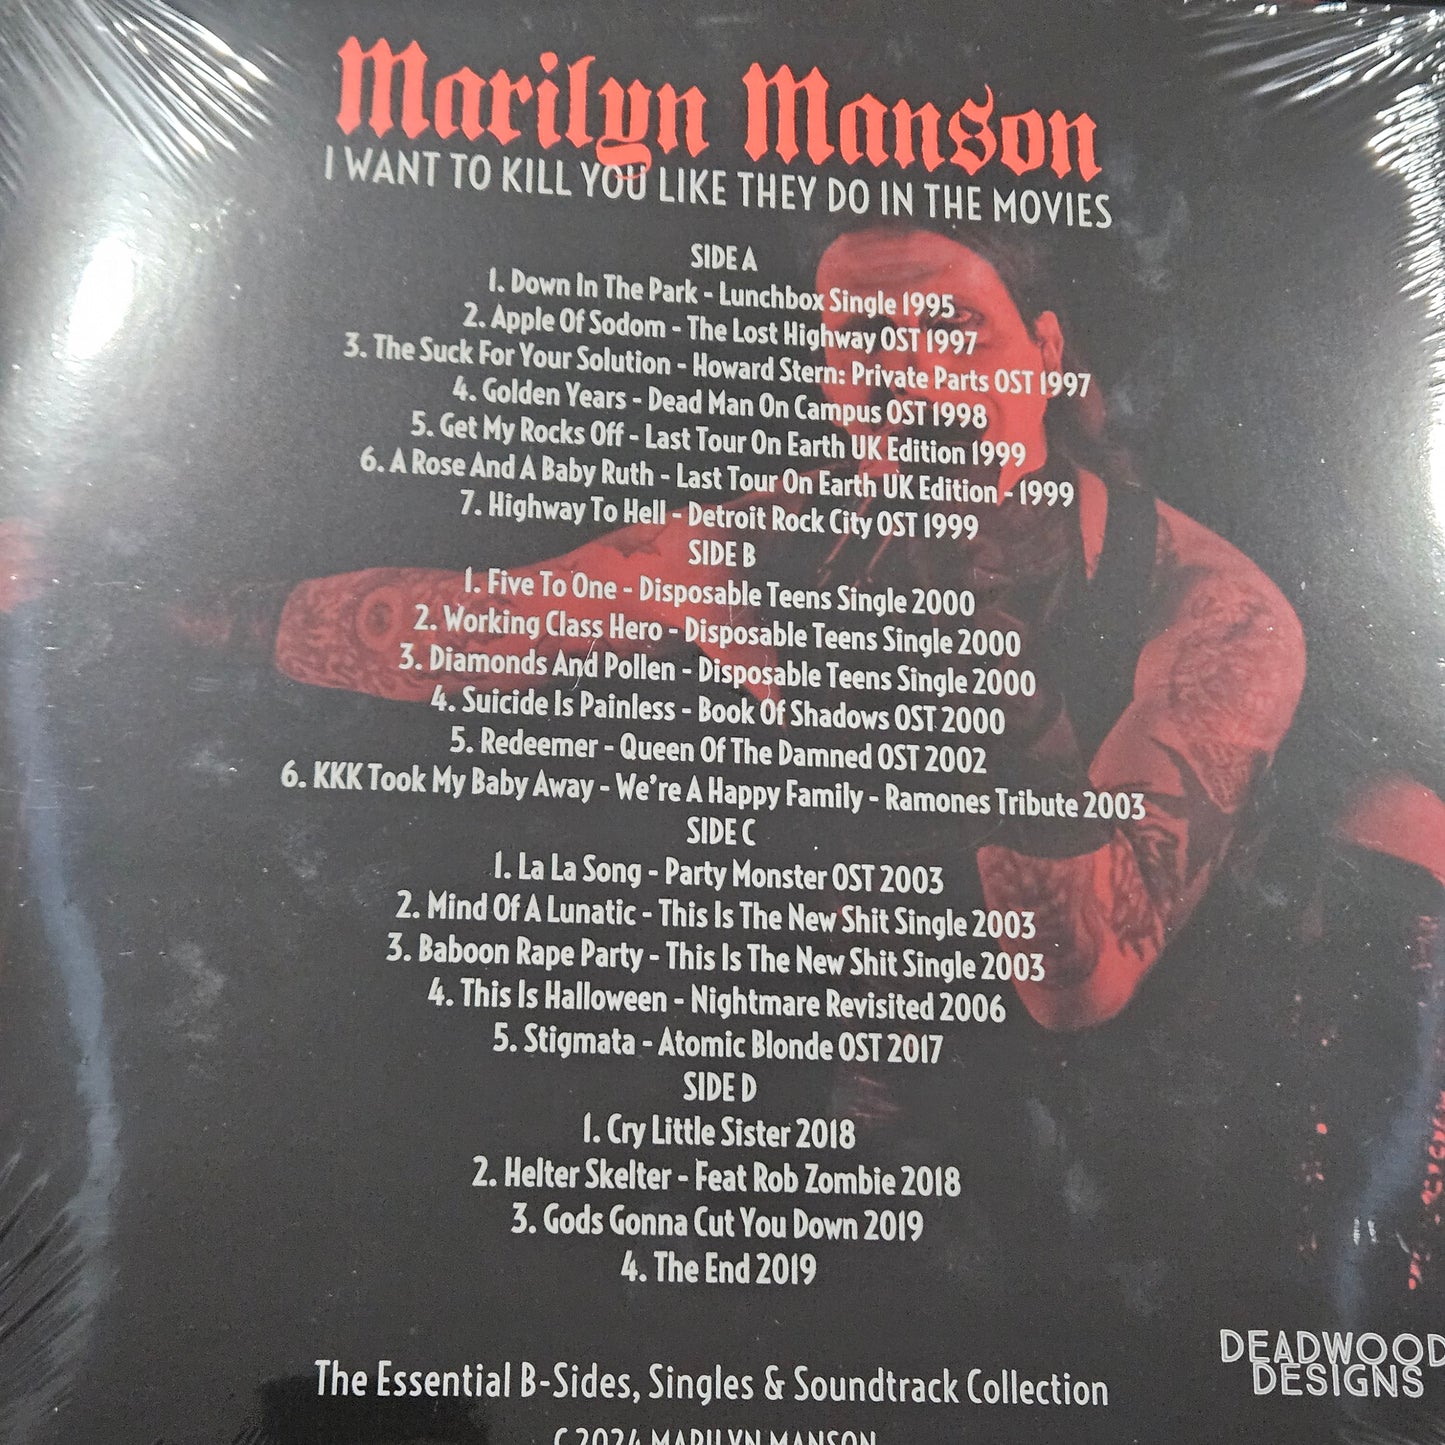 Marilyn Manson
I WANT TO KILL YOU LIKE THEY DO IN THE MOVIES
SIDE A
1. Down In The Park - Lunchbox Single 1995
2. Apple Of Sodom - The Lost Highway OST 1997
3. The Suck For Your Solution - Howard Stern: Private Parts OST 1997
4. Golden Years - Dead Man On Campus OST 1998
5. Get My Rocks Off - Last Tour On Earth UK Edition 1999
6. A Rose And A Baby Ruth - Last Tour On Earth UK Edition - 1999
7. Highway To Hell - Detroit Rock City OST 1999
SIDE B
1. Five To One - Disposable Teens Single 2000
2. Working Class Hero - Disposable Teens Single 2000
3. Diamonds And Pollen - Disposable Teens Single 2000
4. Suicide Is Painless - Book Of Shadows OST 2000
5. Redeemer - Queen Of The Damned OST 2002
6. KKK Took My Baby Away - We're A Happy Family - Ramones Tribute 2003
SIDE C
1. La La Song - Party Monster OST 2003
2. Mind Of A Lunatic - This Is The New Shit Single 2003
3. Baboon Rape Party - This Is The New Shit Single 2003
4. This Is Halloween - Nightmare Revisited 2006
5. Stigmata - Atomic Blonde OST 2017
SIDE D
1. Cry Little Sister 2018
2. Helter Skelter - Feat Rob Zombie 2018
3. Gods Gonna Cut You Down 2019
4. The End 2019
DEADWOOD
DESIGNS
The Essential B-Sides, Singles & Soundtrack Collection
C 2024 MARILYN MANSON